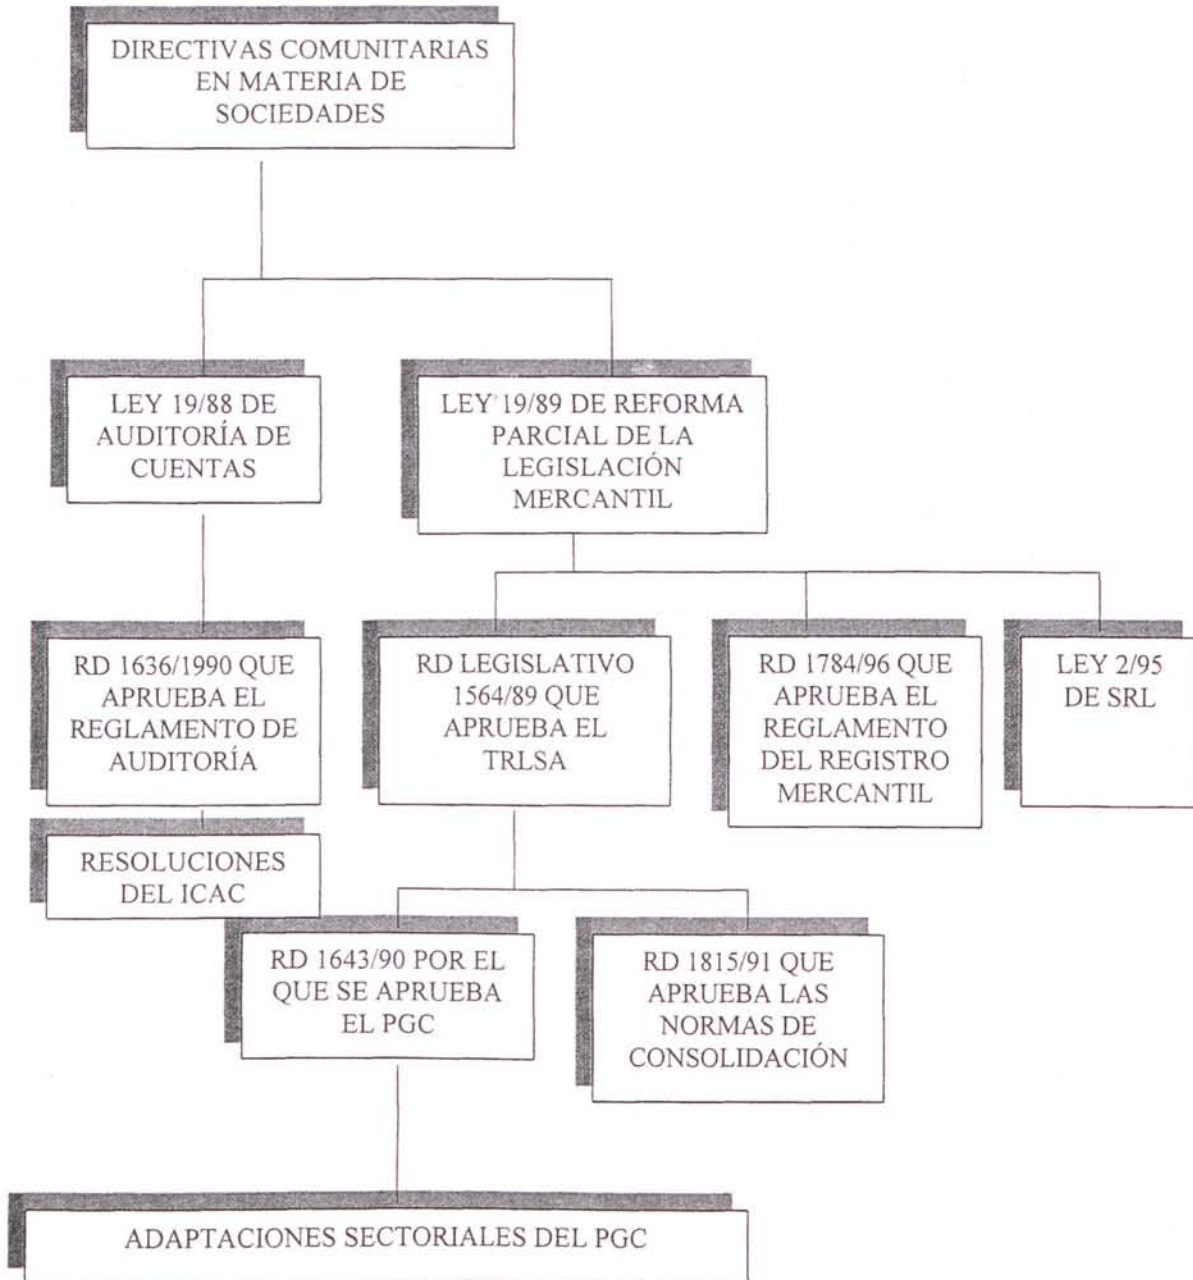 DIRECTIVAS COMUNITARIAS
EN MATERIA DE
SOCIEDADES
LEY 19/88 DE
AUDITORÍA DE
CUENTAS
LEY 19/89 DE REFORMA
PARCIAL DE LA
LEGISLACIÓN
MERCANTIL
RD 1636/1990 QUE
APRUEBA EL
REGLAMENTO DE
AUDITORÍA
RD LEGISLATIVO
1564/89 QUE
APRUEBA EL
TRLSA
RD 1784/96 QUE
APRUEBA EL
REGLAMENTO
DEL REGISTRO
MERCANTIL
LEY 2/95
DE SRL
RESOLUCIONES
DEL ICAC
RD 1643/90 POR EL
QUE SE APRUEBA
EL PGC
RD 1815/91 QUE
APRUEBA LAS
NORMAS DE
CONSOLIDACIÓN
ADAPTACIONES SECTORIALES DEL PGC